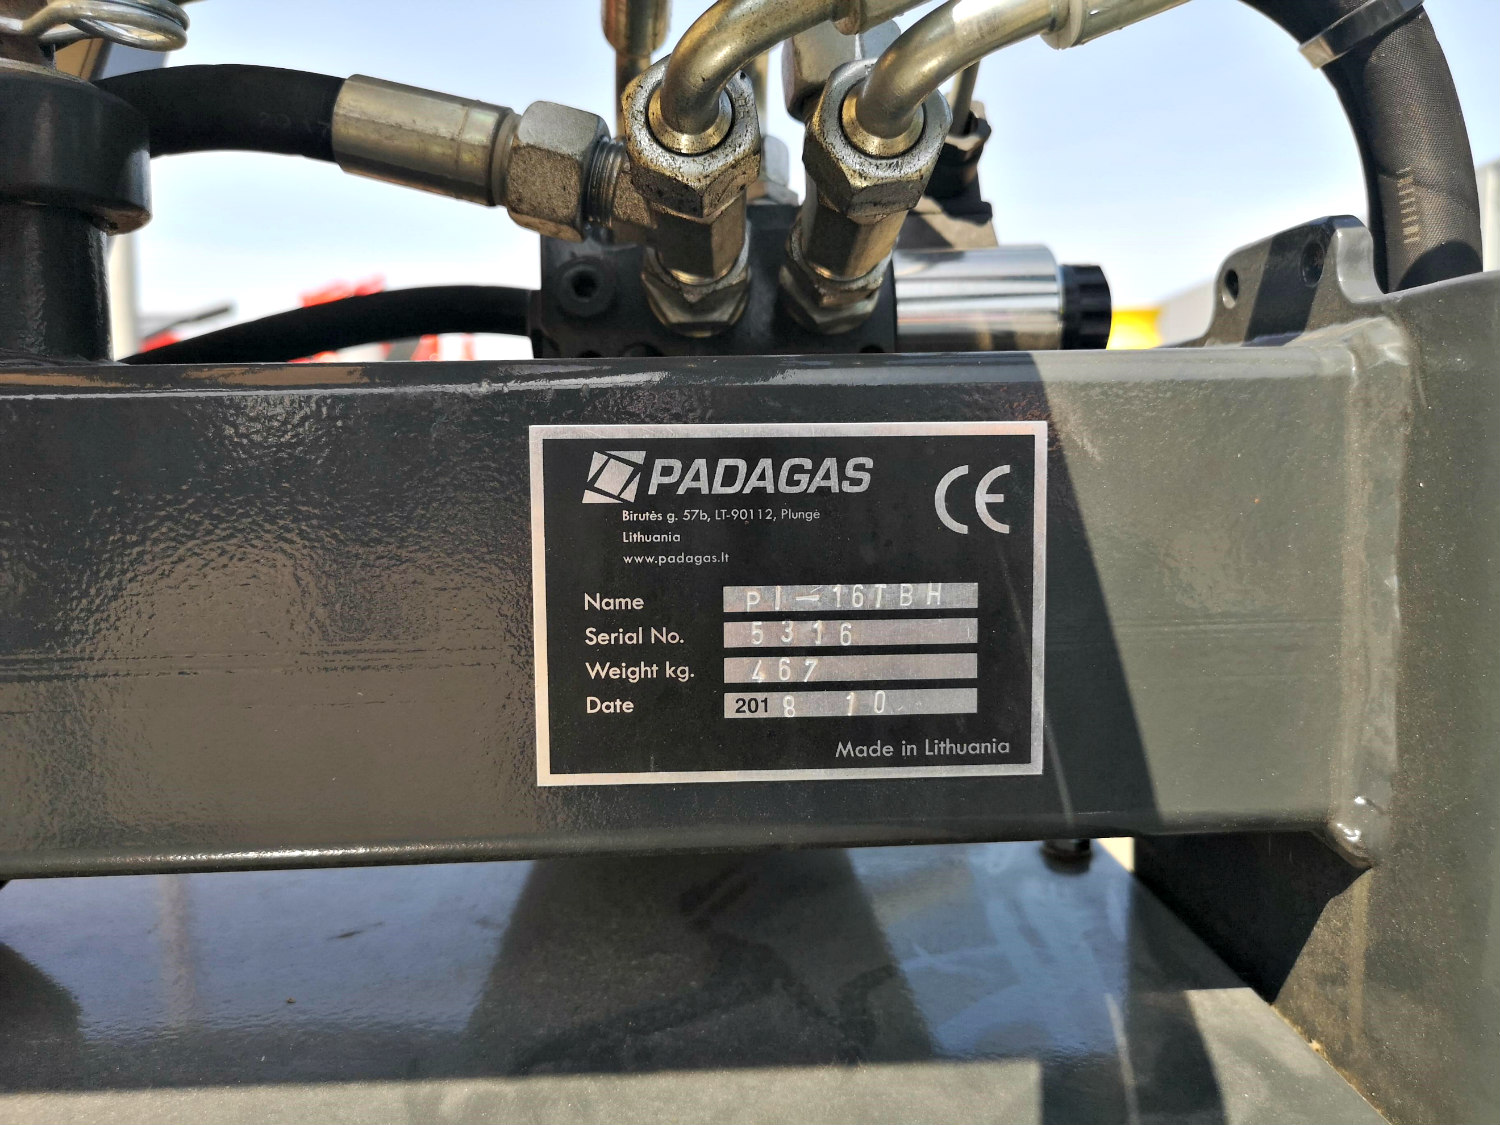 PADAGAS
CE
Birutės g. 57b, LT-90112, Plungė
Lithuania
www.padagas.lt
Name PI-16TBH
Serial No. 5316
Weight kg. 467
Date 2018 10
Made in Lithuania